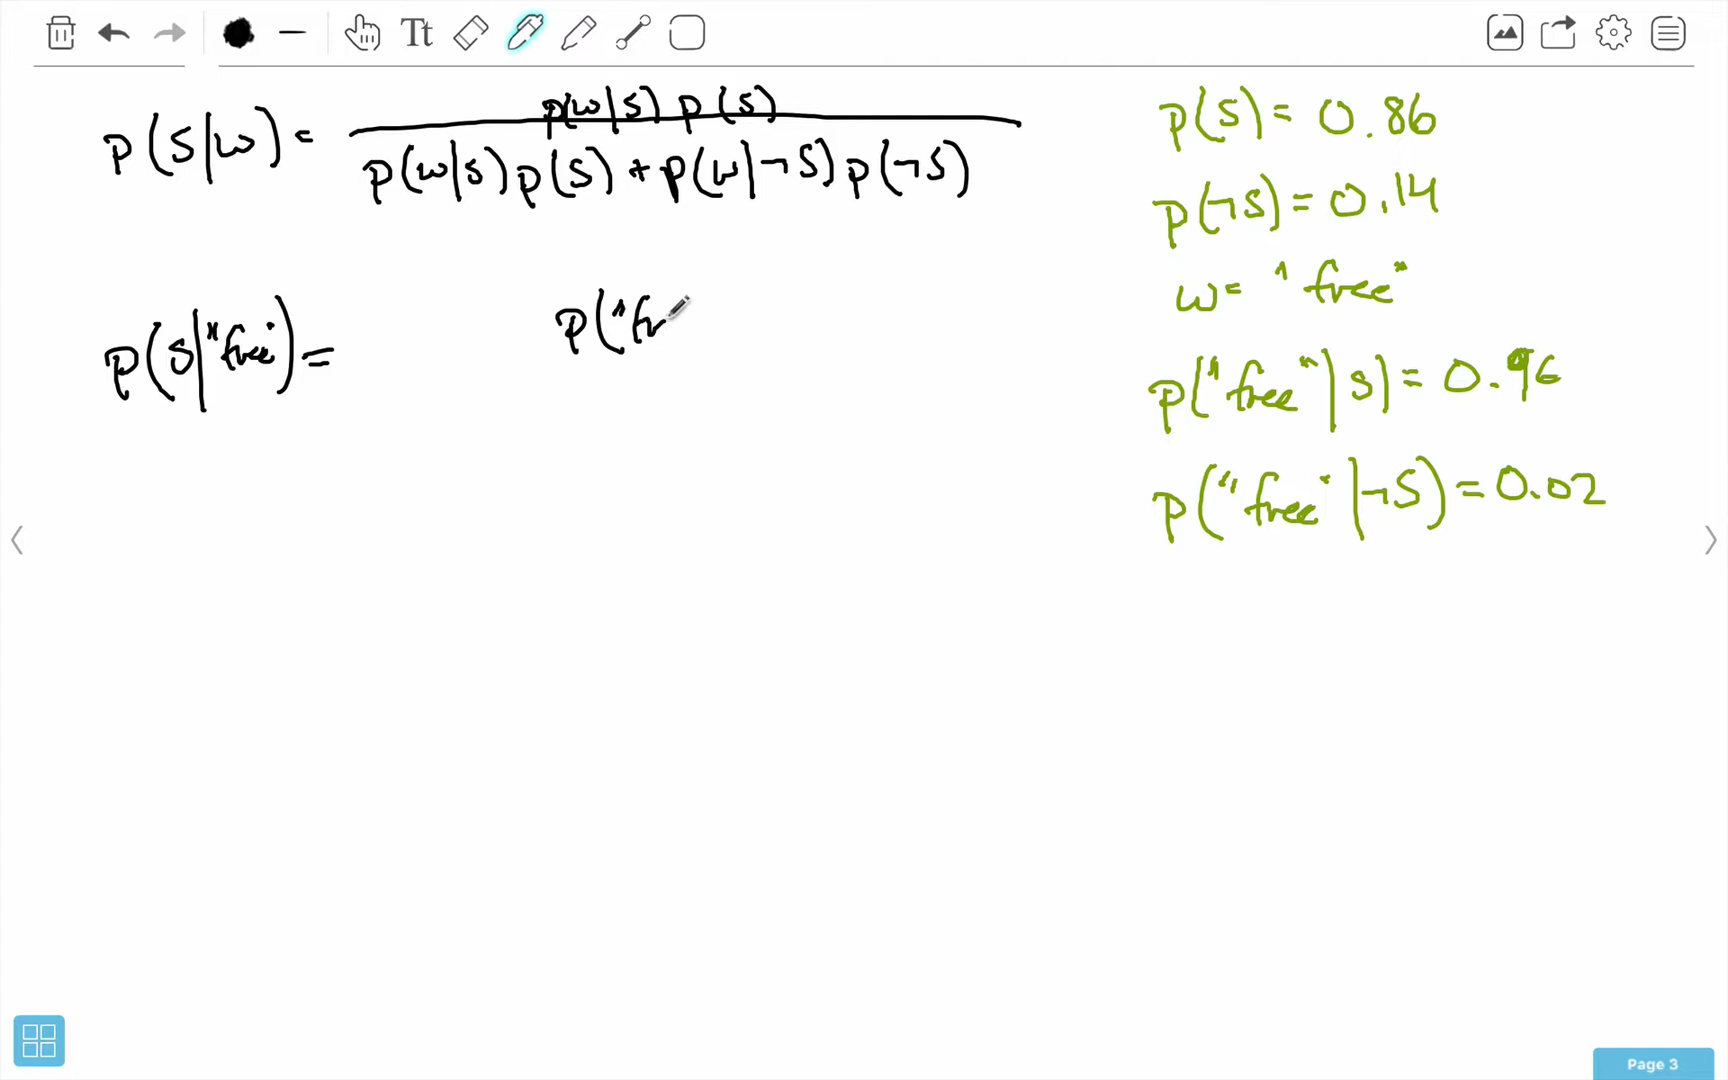 Tt
p(w|S) p(S)
p(S|w) =
p(w|S)p(S) + p(w|¬S)p(¬S)
p(S|"free") =
p("fr
p(S) = 0.86
p(¬S) = 0.14
w = "free"
p("free"|S) = 0.96
p("free"|¬S) = 0.02
Page 3